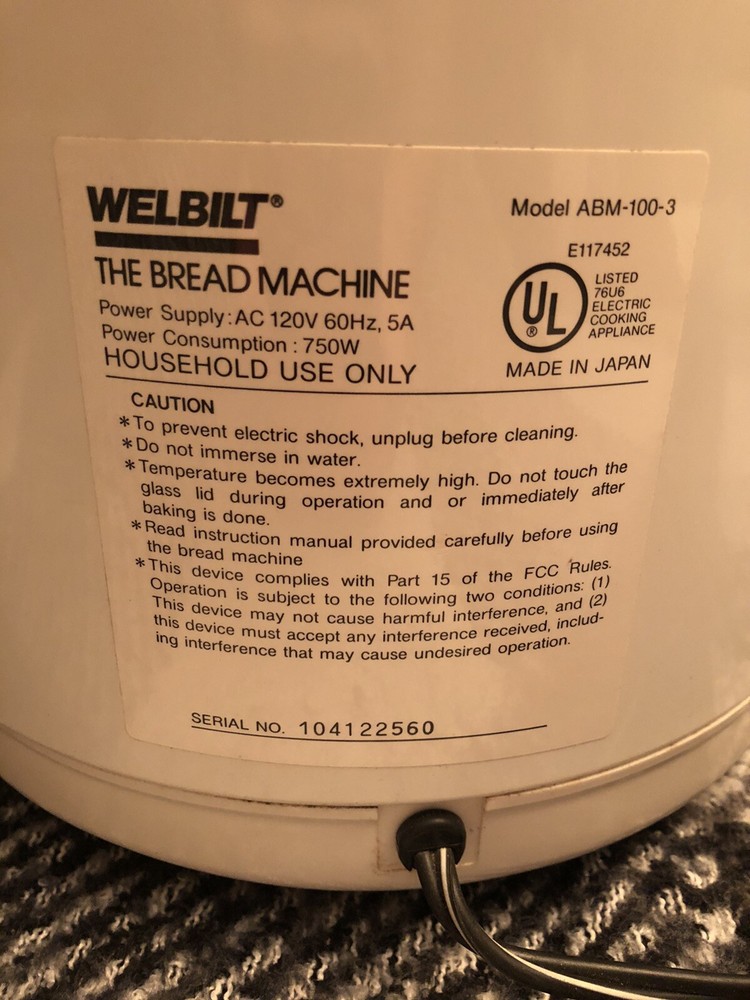 WELBILT®
THE BREAD MACHINE
Power Supply: AC 120V 60Hz, 5A
Power Consumption : 750W
HOUSEHOLD USE ONLY
Model ABM-100-3
E117452
UL®
LISTED
76U6
ELECTRIC
COOKING
APPLIANCE
MADE IN JAPAN
CAUTION
*To prevent electric shock, unplug before cleaning.
*Do not immerse in water.
*Temperature becomes extremely high. Do not touch the
glass lid during operation and or immediately after
baking is done.
*Read instruction manual provided carefully before using
the bread machine
*This device complies with Part 15 of the FCC Rules.
Operation is subject to the following two conditions: (1)
This device may not cause harmful interference, and (2)
this device must accept any interference received, includ-
ing interference that may cause undesired operation.
SERIAL NO. 104122560